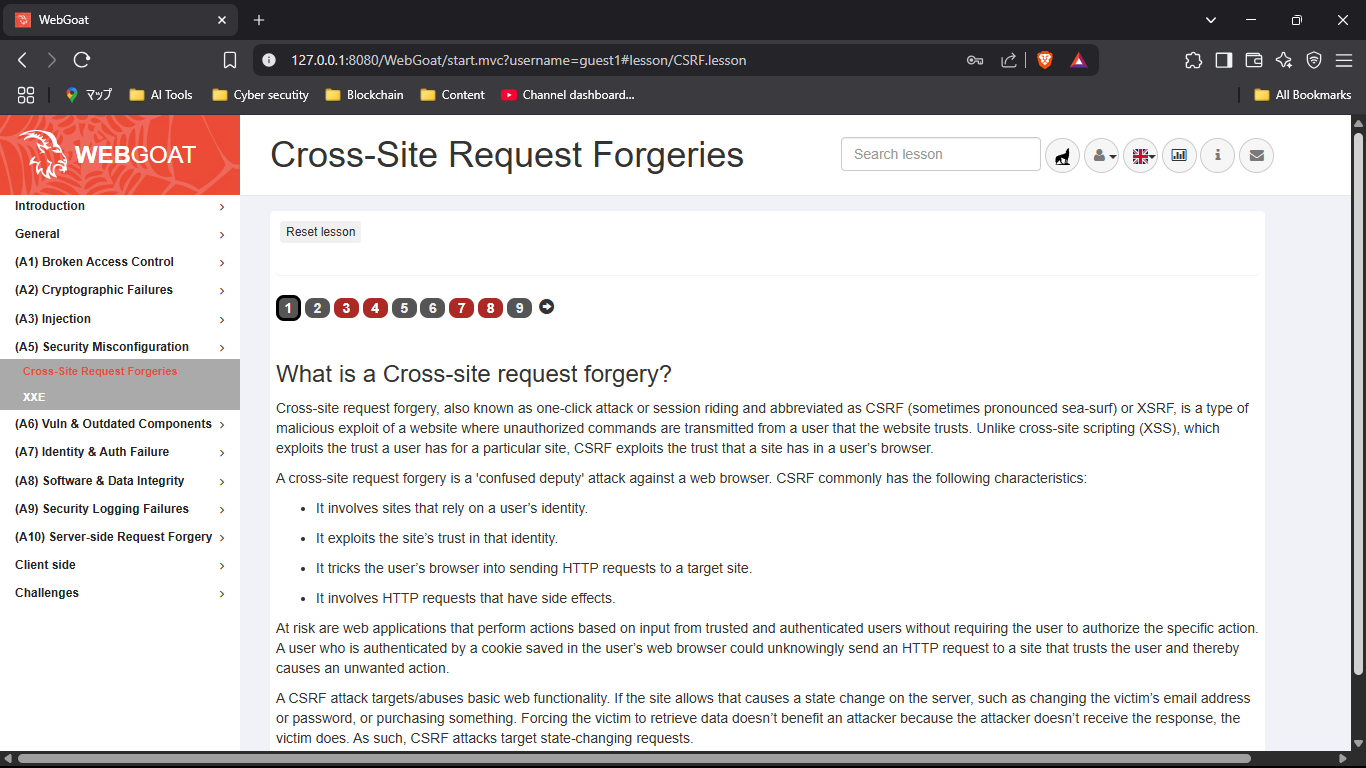 WebGoat
127.0.0.1:8080/WebGoat/start.mvc?username=guest1#lesson/CSRF.lesson
マップ
AI Tools
Cyber secutity
Blockchain
Content
Channel dashboard...
All Bookmarks
WEBGOAT
Cross-Site Request Forgeries
Search lesson
Introduction
General
(A1) Broken Access Control
(A2) Cryptographic Failures
(A3) Injection
(A5) Security Misconfiguration
Cross-Site Request Forgeries
XXE
(A6) Vuln & Outdated Components
(A7) Identity & Auth Failure
(A8) Software & Data Integrity
(A9) Security Logging Failures
(A10) Server-side Request Forgery
Client side
Challenges
Reset lesson
1 2 3 4 5 6 7 8 9
What is a Cross-site request forgery?
Cross-site request forgery, also known as one-click attack or session riding and abbreviated as CSRF (sometimes pronounced sea-surf) or XSRF, is a type of
malicious exploit of a website where unauthorized commands are transmitted from a user that the website trusts. Unlike cross-site scripting (XSS), which
exploits the trust a user has for a particular site, CSRF exploits the trust that a site has in a user’s browser.
A cross-site request forgery is a 'confused deputy' attack against a web browser. CSRF commonly has the following characteristics:
• It involves sites that rely on a user’s identity.
• It exploits the site’s trust in that identity.
• It tricks the user’s browser into sending HTTP requests to a target site.
• It involves HTTP requests that have side effects.
At risk are web applications that perform actions based on input from trusted and authenticated users without requiring the user to authorize the specific action.
A user who is authenticated by a cookie saved in the user’s web browser could unknowingly send an HTTP request to a site that trusts the user and thereby
causes an unwanted action.
A CSRF attack targets/abuses basic web functionality. If the site allows that causes a state change on the server, such as changing the victim’s email address
or password, or purchasing something. Forcing the victim to retrieve data doesn’t benefit an attacker because the attacker doesn’t receive the response, the
victim does. As such, CSRF attacks target state-changing requests.